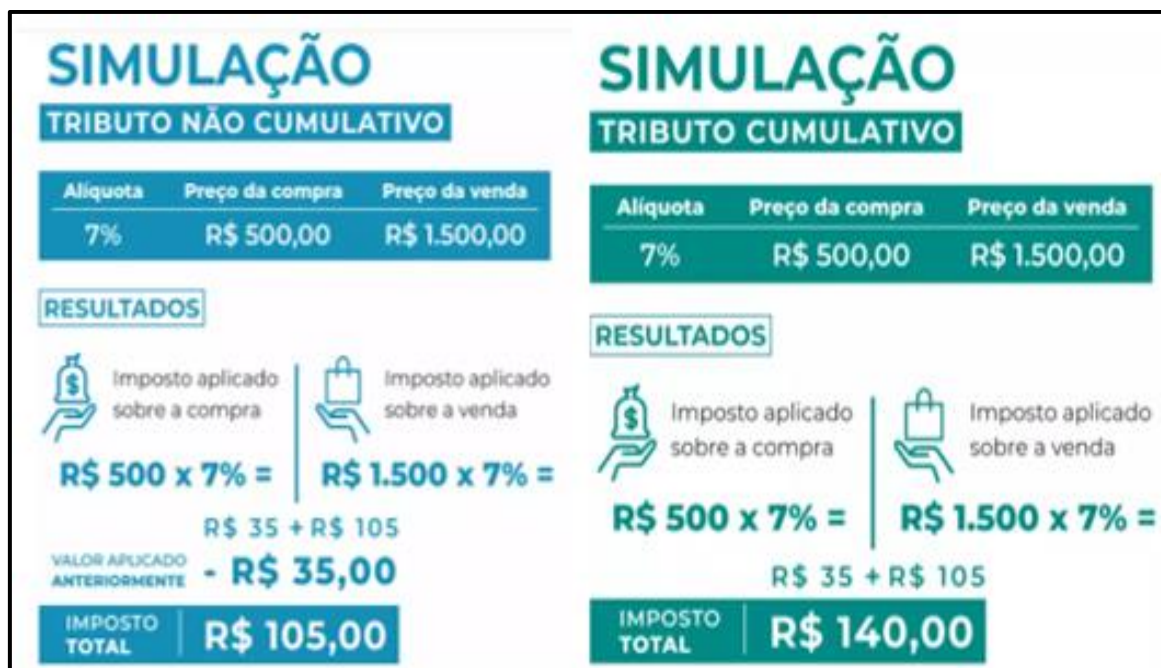 SIMULAÇÃO
TRIBUTO NÃO CUMULATIVO
Alíquota Preço da compra Preço da venda
7% R$ 500,00 R$ 1.500,00
RESULTADOS
Imposto aplicado
sobre a compra
Imposto aplicado
sobre a venda
R$ 500 x 7% =
R$ 1.500 x 7% =
R$ 35 + R$ 105
VALOR APLICADO
ANTERIORMENTE
- R$ 35,00
IMPOSTO
TOTAL
R$ 105,00
SIMULAÇÃO
TRIBUTO CUMULATIVO
Alíquota Preço da compra Preço da venda
7% R$ 500,00 R$ 1.500,00
RESULTADOS
Imposto aplicado
sobre a compra
Imposto aplicado
sobre a venda
R$ 500 x 7% =
R$ 1.500 x 7% =
R$ 35 + R$ 105
IMPOSTO
TOTAL
R$ 140,00